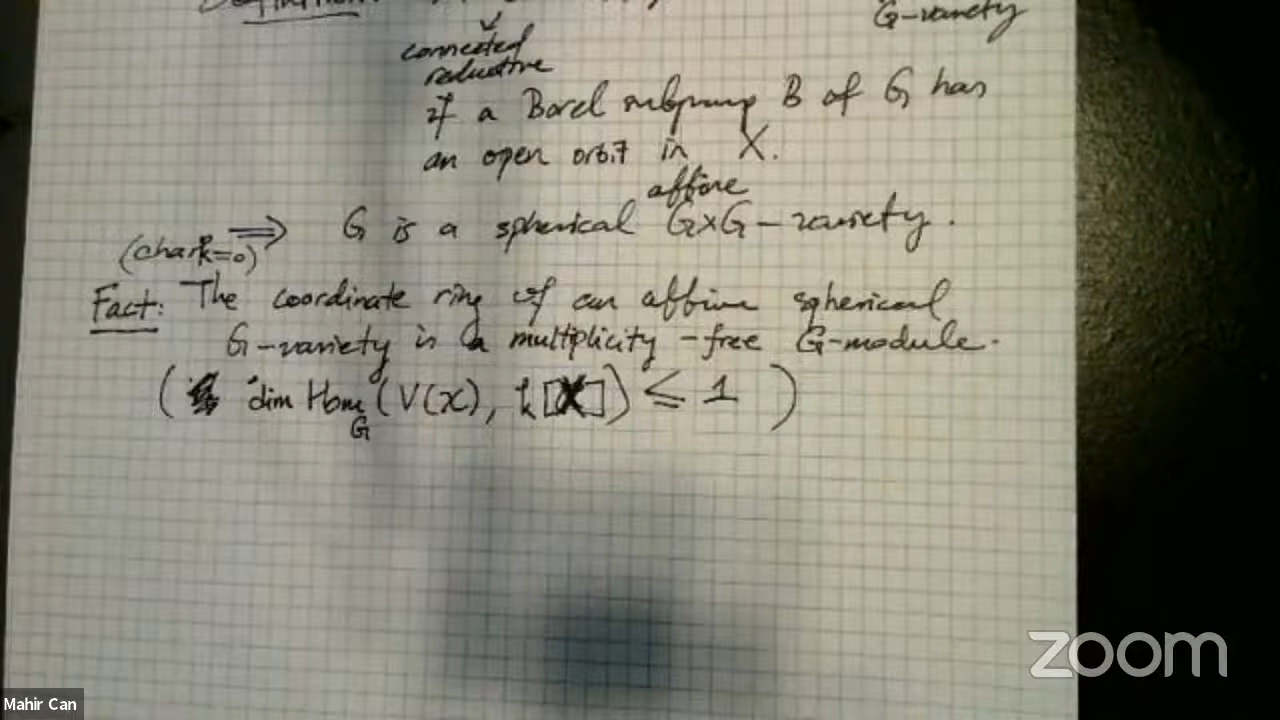 Definition:
G-variety
connected
reductive
if a Borel subgroup B of G has
an open orbit in X.
affine
⟹ G is a spherical G×G-variety.
(char k=0)
Fact: The coordinate ring of an affine spherical
G-variety is a multiplicity-free G-module.
( dim Hom_G (V(χ), k[X]) ≤ 1 )
zoom
Mahir Can